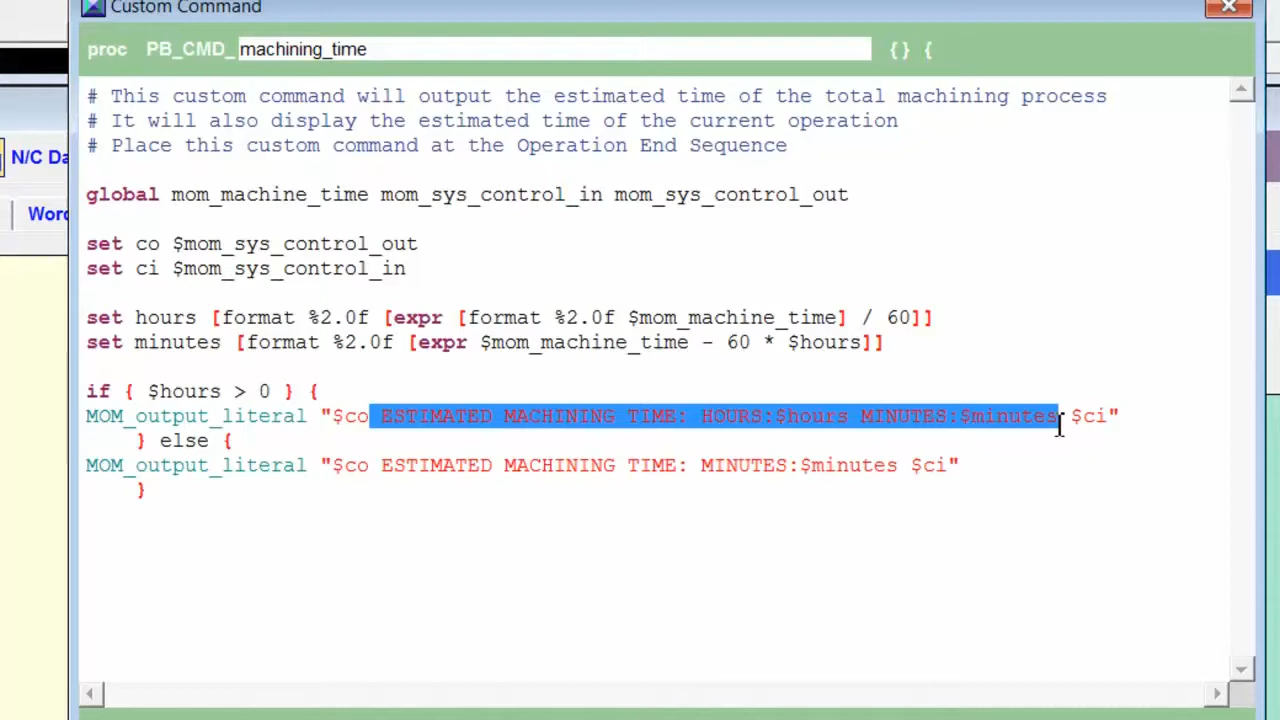 Custom Command
proc PB_CMD_ machining_time {} {
# This custom command will output the estimated time of the total machining process
# It will also display the estimated time of the current operation
# Place this custom command at the Operation End Sequence
global mom_machine_time mom_sys_control_in mom_sys_control_out
set co $mom_sys_control_out
set ci $mom_sys_control_in
set hours [format %2.0f [expr [format %2.0f $mom_machine_time] / 60]]
set minutes [format %2.0f [expr $mom_machine_time - 60 * $hours]]
if { $hours > 0 } {
MOM_output_literal "$co ESTIMATED MACHINING TIME: HOURS:$hours MINUTES:$minutes $ci"
} else {
MOM_output_literal "$co ESTIMATED MACHINING TIME: MINUTES:$minutes $ci"
}
N/C Da
Word